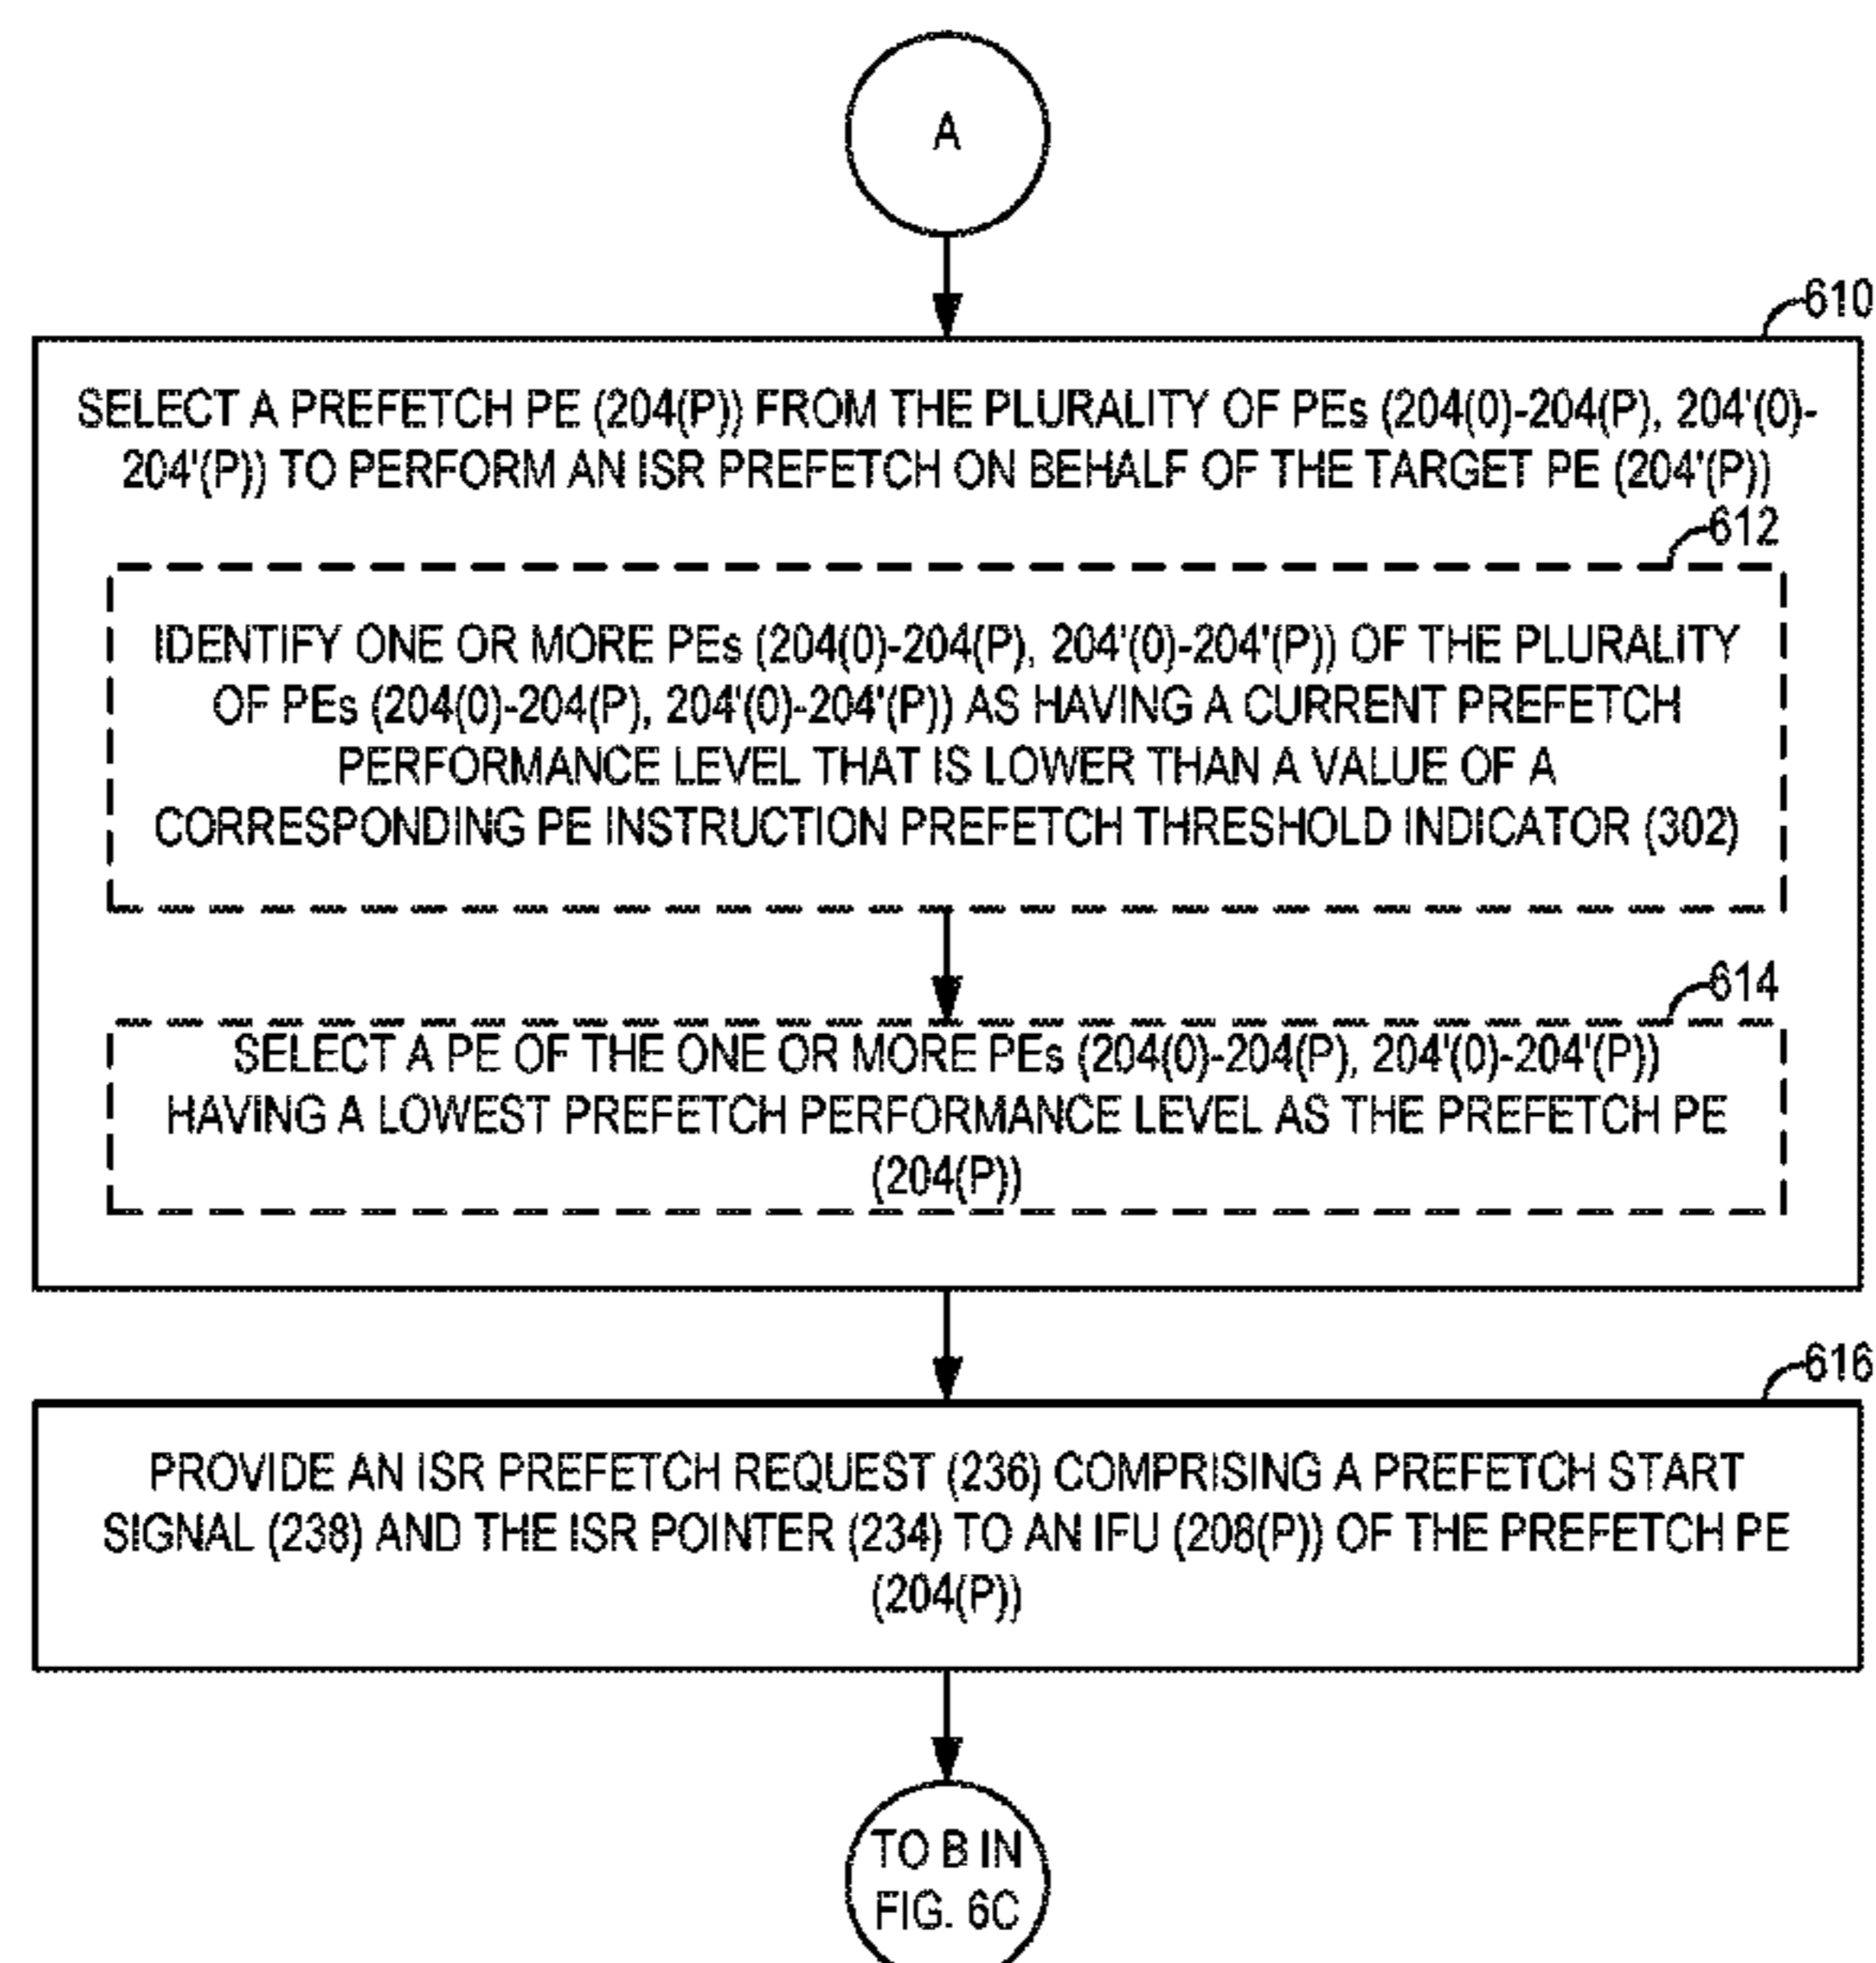 A
610
SELECT A PREFETCH PE (204(P)) FROM THE PLURALITY OF PEs (204(0)-204(P), 204'(0)-
204'(P)) TO PERFORM AN ISR PREFETCH ON BEHALF OF THE TARGET PE (204'(P))
612
IDENTIFY ONE OR MORE PEs (204(0)-204(P), 204'(0)-204'(P)) OF THE PLURALITY
OF PEs (204(0)-204(P), 204'(0)-204'(P)) AS HAVING A CURRENT PREFETCH
PERFORMANCE LEVEL THAT IS LOWER THAN A VALUE OF A
CORRESPONDING PE INSTRUCTION PREFETCH THRESHOLD INDICATOR (302)
614
SELECT A PE OF THE ONE OR MORE PEs (204(0)-204(P), 204'(0)-204'(P))
HAVING A LOWEST PREFETCH PERFORMANCE LEVEL AS THE PREFETCH PE
(204(P))
616
PROVIDE AN ISR PREFETCH REQUEST (236) COMPRISING A PREFETCH START
SIGNAL (238) AND THE ISR POINTER (234) TO AN IFU (208(P)) OF THE PREFETCH PE
(204(P))
TO B IN
FIG. 6C